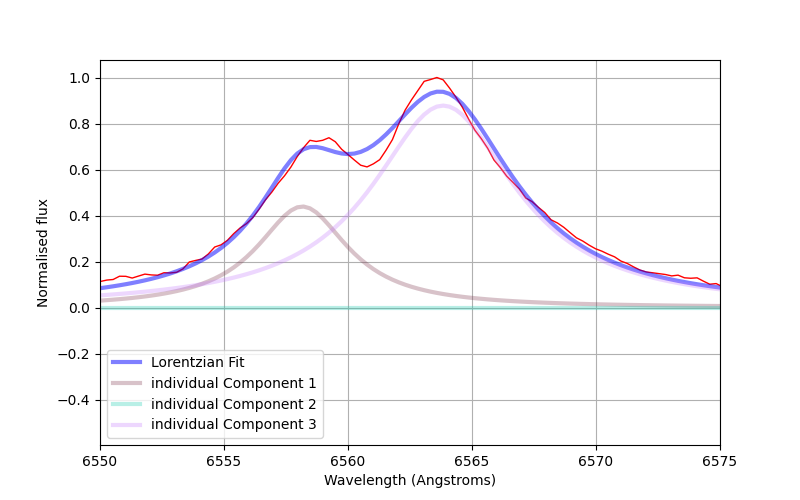 1.0
0.8
0.6
0.4
0.2
0.0
−0.2
−0.4
Normalised flux
Lorentzian Fit
individual Component 1
individual Component 2
individual Component 3
6550 6555 6560 6565 6570 6575
Wavelength (Angstroms)